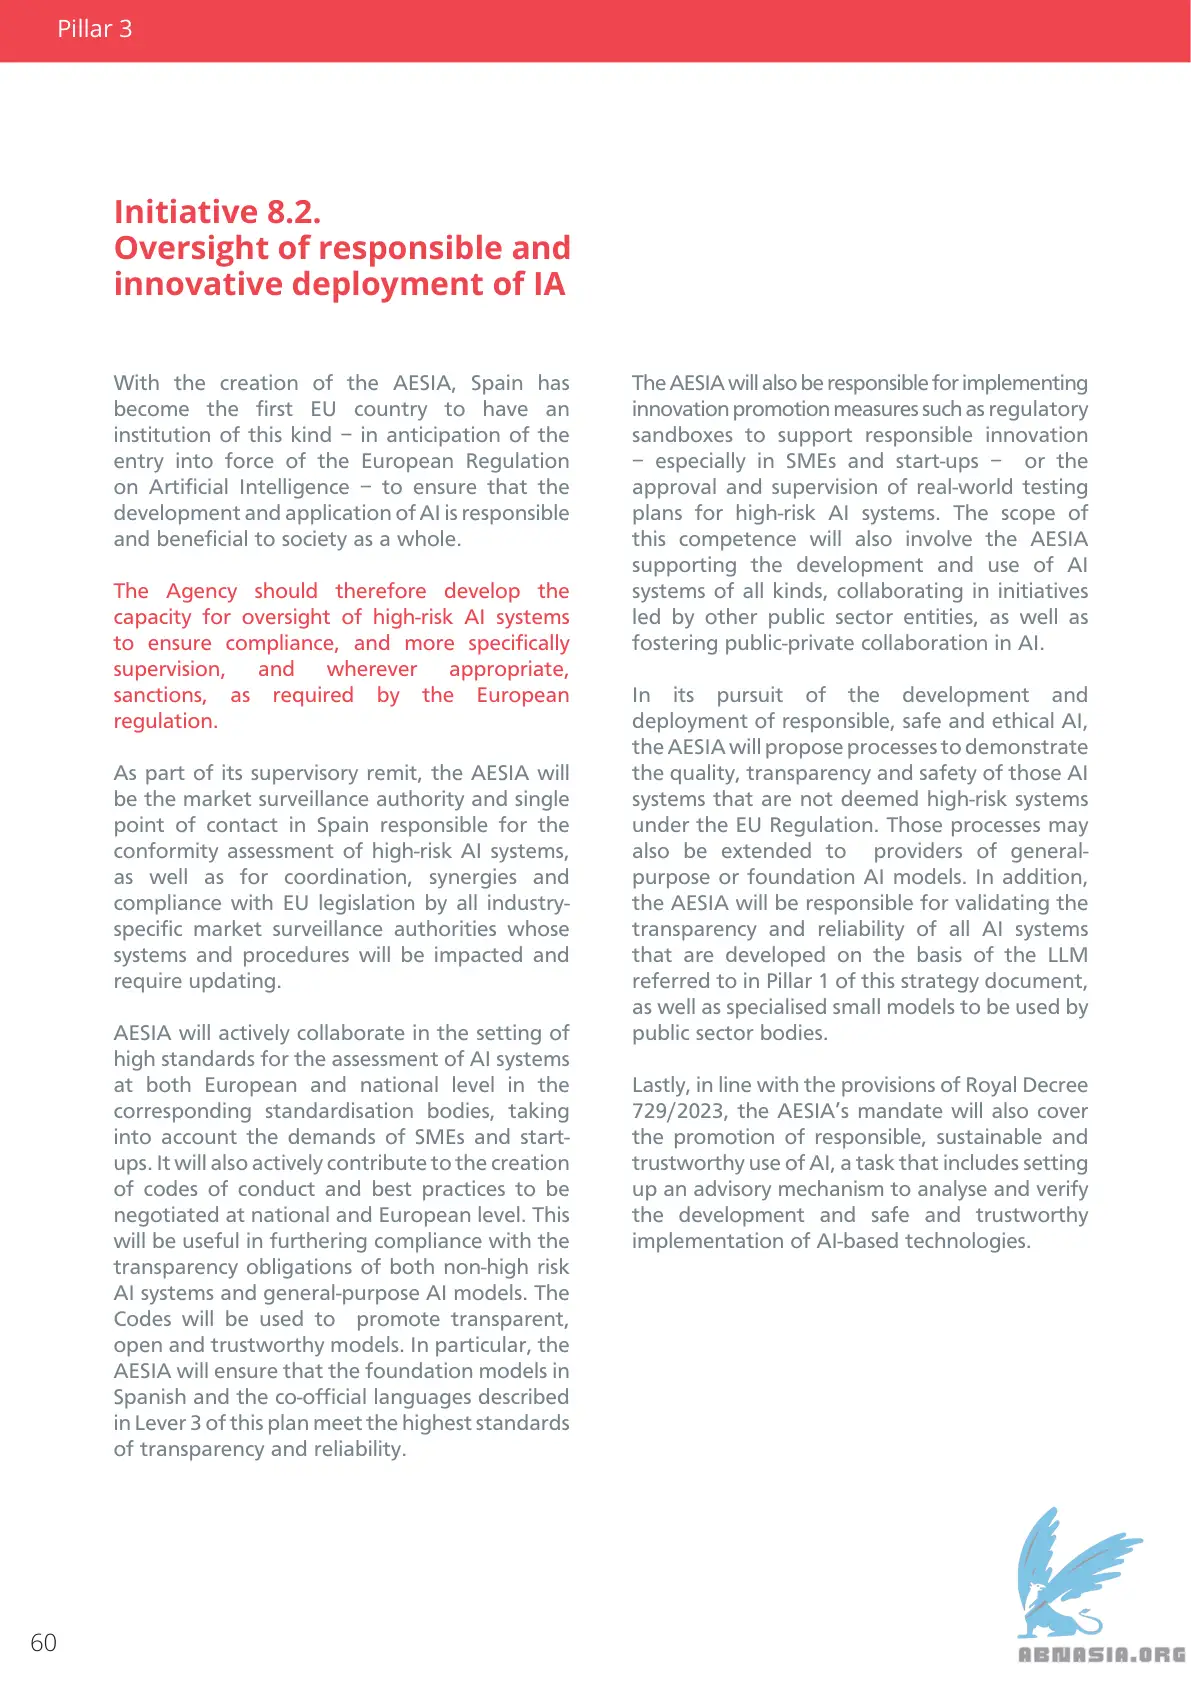 Pillar 3
Initiative 8.2.
Oversight of responsible and
innovative deployment of IA
With the creation of the AESIA, Spain has
become the first EU country to have an
institution of this kind – in anticipation of the
entry into force of the European Regulation
on Artificial Intelligence – to ensure that the
development and application of AI is responsible
and beneficial to society as a whole.
The Agency should therefore develop the
capacity for oversight of high-risk AI systems
to ensure compliance, and more specifically
supervision, and wherever appropriate,
sanctions, as required by the European
regulation.
As part of its supervisory remit, the AESIA will
be the market surveillance authority and single
point of contact in Spain responsible for the
conformity assessment of high-risk AI systems,
as well as for coordination, synergies and
compliance with EU legislation by all industry-
specific market surveillance authorities whose
systems and procedures will be impacted and
require updating.
AESIA will actively collaborate in the setting of
high standards for the assessment of AI systems
at both European and national level in the
corresponding standardisation bodies, taking
into account the demands of SMEs and start-
ups. It will also actively contribute to the creation
of codes of conduct and best practices to be
negotiated at national and European level. This
will be useful in furthering compliance with the
transparency obligations of both non-high risk
AI systems and general-purpose AI models. The
Codes will be used to promote transparent,
open and trustworthy models. In particular, the
AESIA will ensure that the foundation models in
Spanish and the co-official languages described
in Lever 3 of this plan meet the highest standards
of transparency and reliability.
The AESIA will also be responsible for implementing
innovation promotion measures such as regulatory
sandboxes to support responsible innovation
– especially in SMEs and start-ups – or the
approval and supervision of real-world testing
plans for high-risk AI systems. The scope of
this competence will also involve the AESIA
supporting the development and use of AI
systems of all kinds, collaborating in initiatives
led by other public sector entities, as well as
fostering public-private collaboration in AI.
In its pursuit of the development and
deployment of responsible, safe and ethical AI,
the AESIA will propose processes to demonstrate
the quality, transparency and safety of those AI
systems that are not deemed high-risk systems
under the EU Regulation. Those processes may
also be extended to providers of general-
purpose or foundation AI models. In addition,
the AESIA will be responsible for validating the
transparency and reliability of all AI systems
that are developed on the basis of the LLM
referred to in Pillar 1 of this strategy document,
as well as specialised small models to be used by
public sector bodies.
Lastly, in line with the provisions of Royal Decree
729/2023, the AESIA’s mandate will also cover
the promotion of responsible, sustainable and
trustworthy use of AI, a task that includes setting
up an advisory mechanism to analyse and verify
the development and safe and trustworthy
implementation of AI-based technologies.
60
ABNASIA.ORG